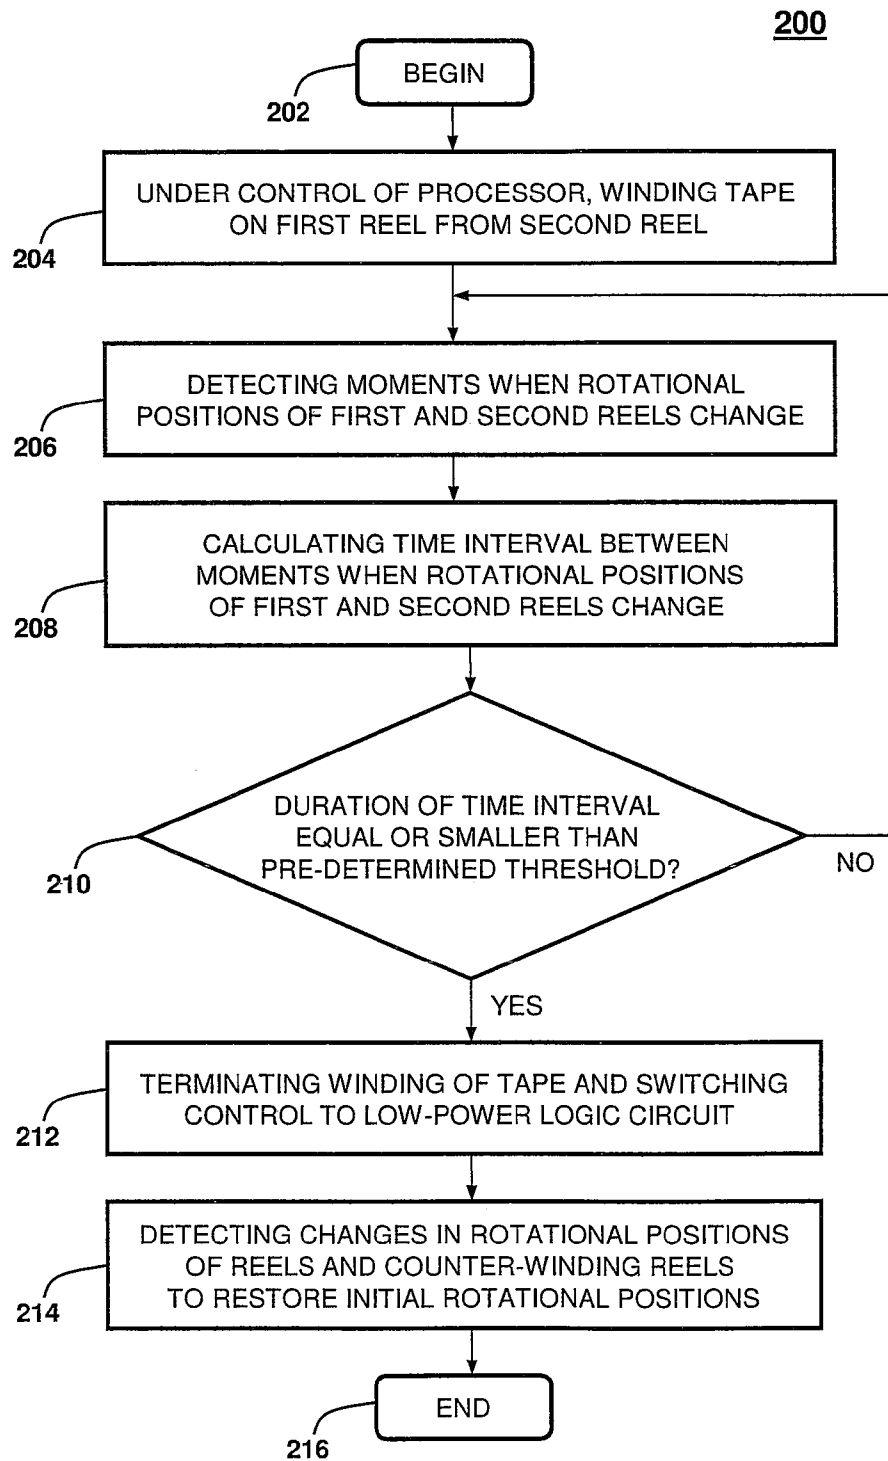 200
BEGIN
202
UNDER CONTROL OF PROCESSOR, WINDING TAPE
ON FIRST REEL FROM SECOND REEL
204
DETECTING MOMENTS WHEN ROTATIONAL
POSITIONS OF FIRST AND SECOND REELS CHANGE
206
CALCULATING TIME INTERVAL BETWEEN
MOMENTS WHEN ROTATIONAL POSITIONS
OF FIRST AND SECOND REELS CHANGE
208
DURATION OF TIME INTERVAL
EQUAL OR SMALLER THAN
PRE-DETERMINED THRESHOLD?
210
NO
YES
TERMINATING WINDING OF TAPE AND SWITCHING
CONTROL TO LOW-POWER LOGIC CIRCUIT
212
DETECTING CHANGES IN ROTATIONAL POSITIONS
OF REELS AND COUNTER-WINDING REELS
TO RESTORE INITIAL ROTATIONAL POSITIONS
214
END
216